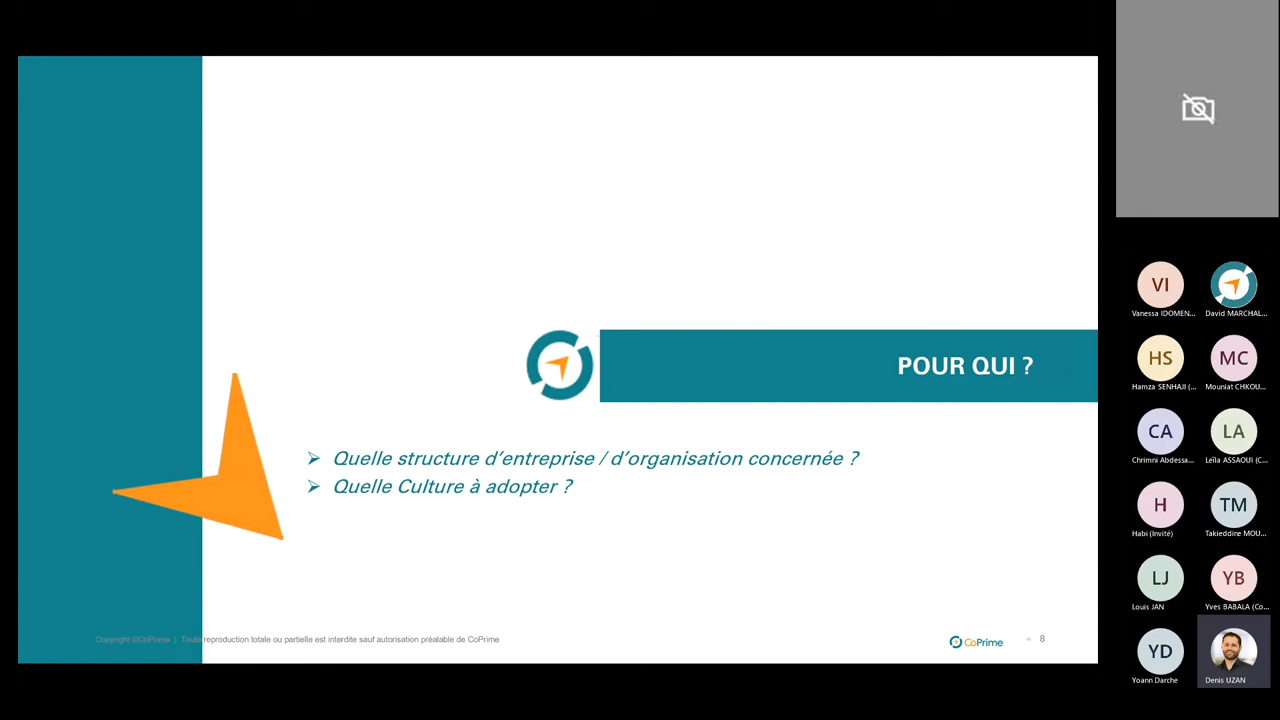 POUR QUI ?
Quelle structure d'entreprise / d'organisation concernée ?
Quelle Culture à adopter ?
Copyright ©CoPrime | Toute reproduction totale ou partielle est interdite sauf autorisation préalable de CoPrime
CoPrime
8
VI
Vanessa IDOMEN...
David MARCHAL...
HS
MC
Hamza SENHAJI (...
Mouniat CHKOU...
CA
LA
Chrimni Abdessa...
Leïla ASSAOUI (C...
H
TM
Habi (Invité)
Takieddine MOU...
LJ
YB
Louis JAN
Yves BABALA (Co...
YD
Yoann Darche
Denis UZAN